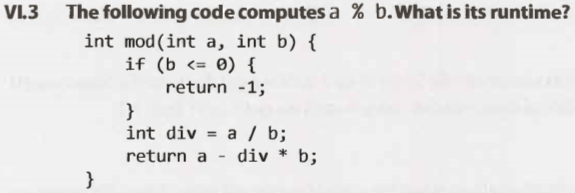 VI.3 The following code computes a % b. What is its runtime?
int mod(int a, int b) {
if (b <= 0) {
return -1;
}
int div = a / b;
return a - div * b;
}